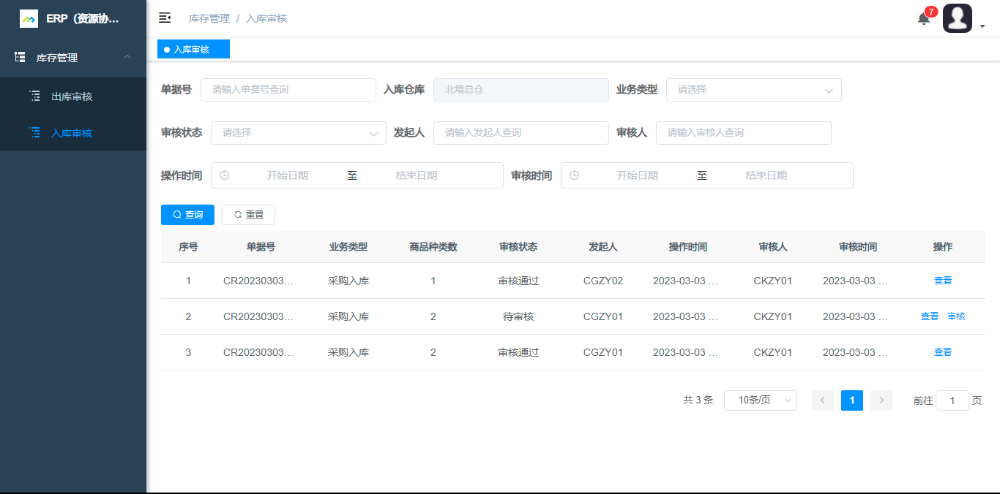 ERP（资源协...
库存管理 / 入库审核
7
库存管理
入库审核
出库审核
入库审核
单据号 请输入单据号查询 入库仓库 北境总仓 业务类型 请选择
审核状态 请选择 发起人 请输入发起人查询 审核人 请输入审核人查询
操作时间 开始日期 至 结束日期 审核时间 开始日期 至 结束日期
查询 重置
序号 单据号 业务类型 商品种类数 审核状态 发起人 操作时间 审核人 审核时间 操作
1 CR20230303... 采购入库 1 审核通过 CGZY02 2023-03-03 ... CKZY01 2023-03-03 ... 查看
2 CR20230303... 采购入库 2 待审核 CGZY01 2023-03-03 ... CKZY01 2023-03-03 ... 查看 审核
3 CR20230303... 采购入库 2 审核通过 CGZY01 2023-03-03 ... CKZY01 2023-03-03 ... 查看
共 3 条 10条/页 1 前往 1 页